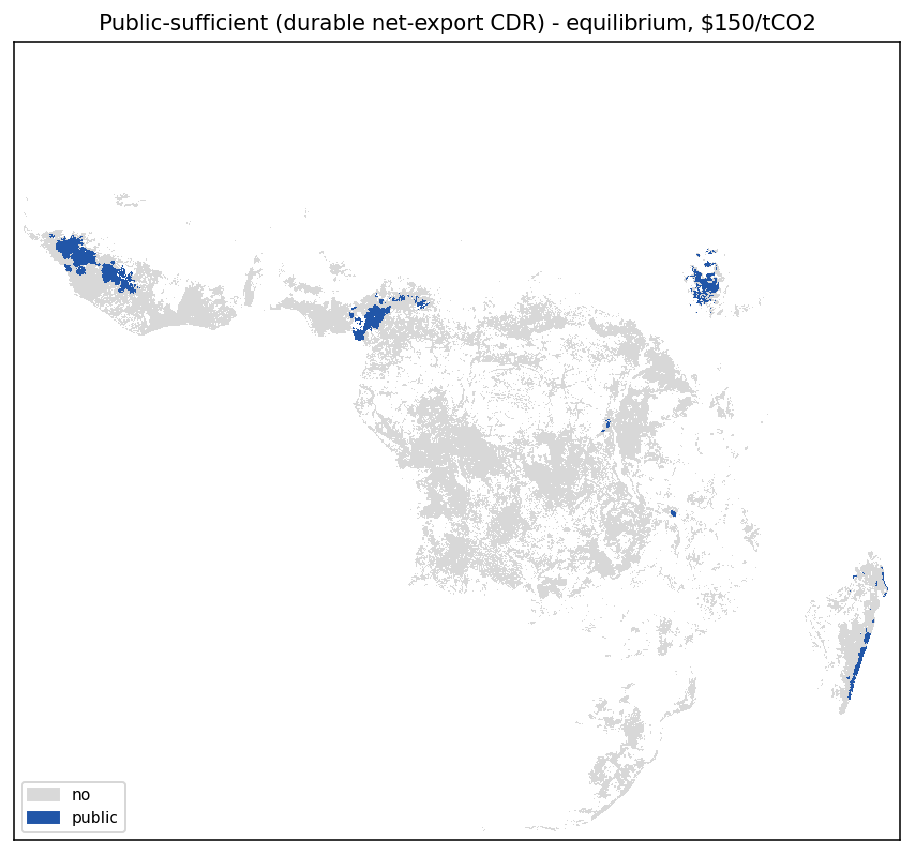 Public-sufficient (durable net-export CDR) - equilibrium, $150/tCO2
no
public